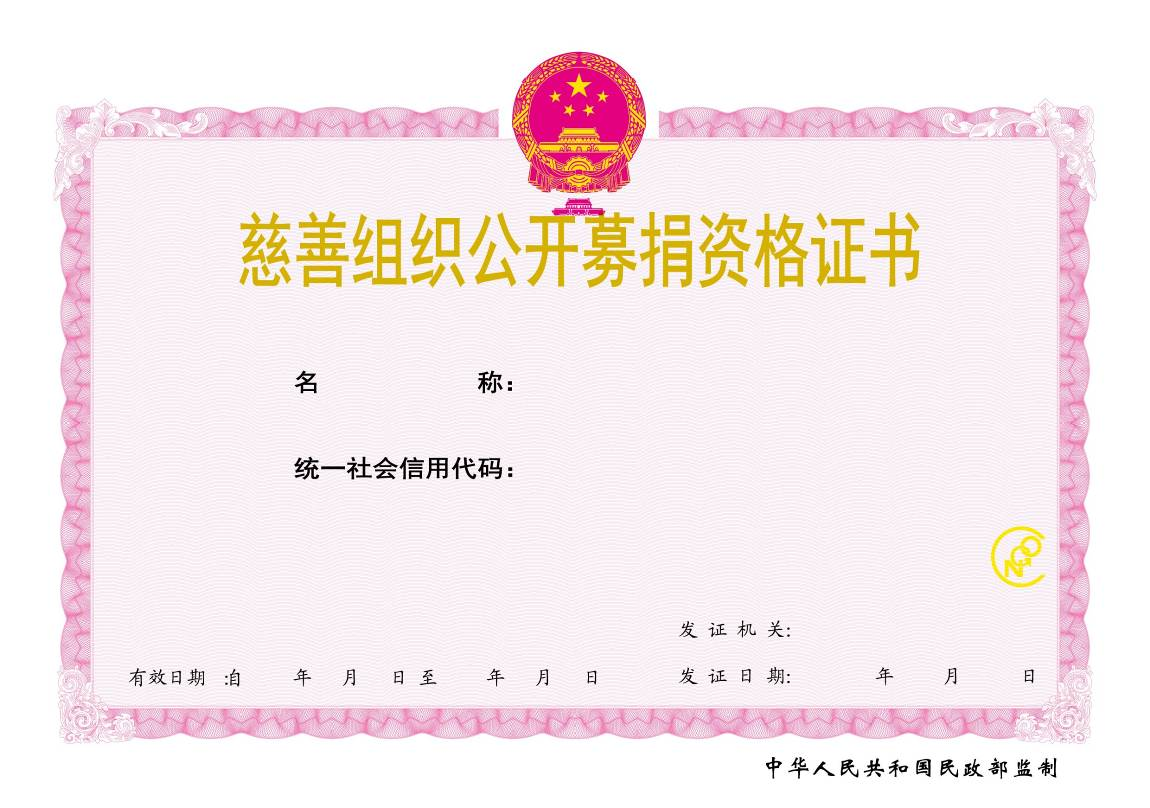 慈善组织公开募捐资格证书
名 称：
统一社会信用代码：
NGO
发 证 机 关:
有效日期 :自 年 月 日 至 年 月 日 发 证 日 期: 年 月 日
中华人民共和国民政部监制